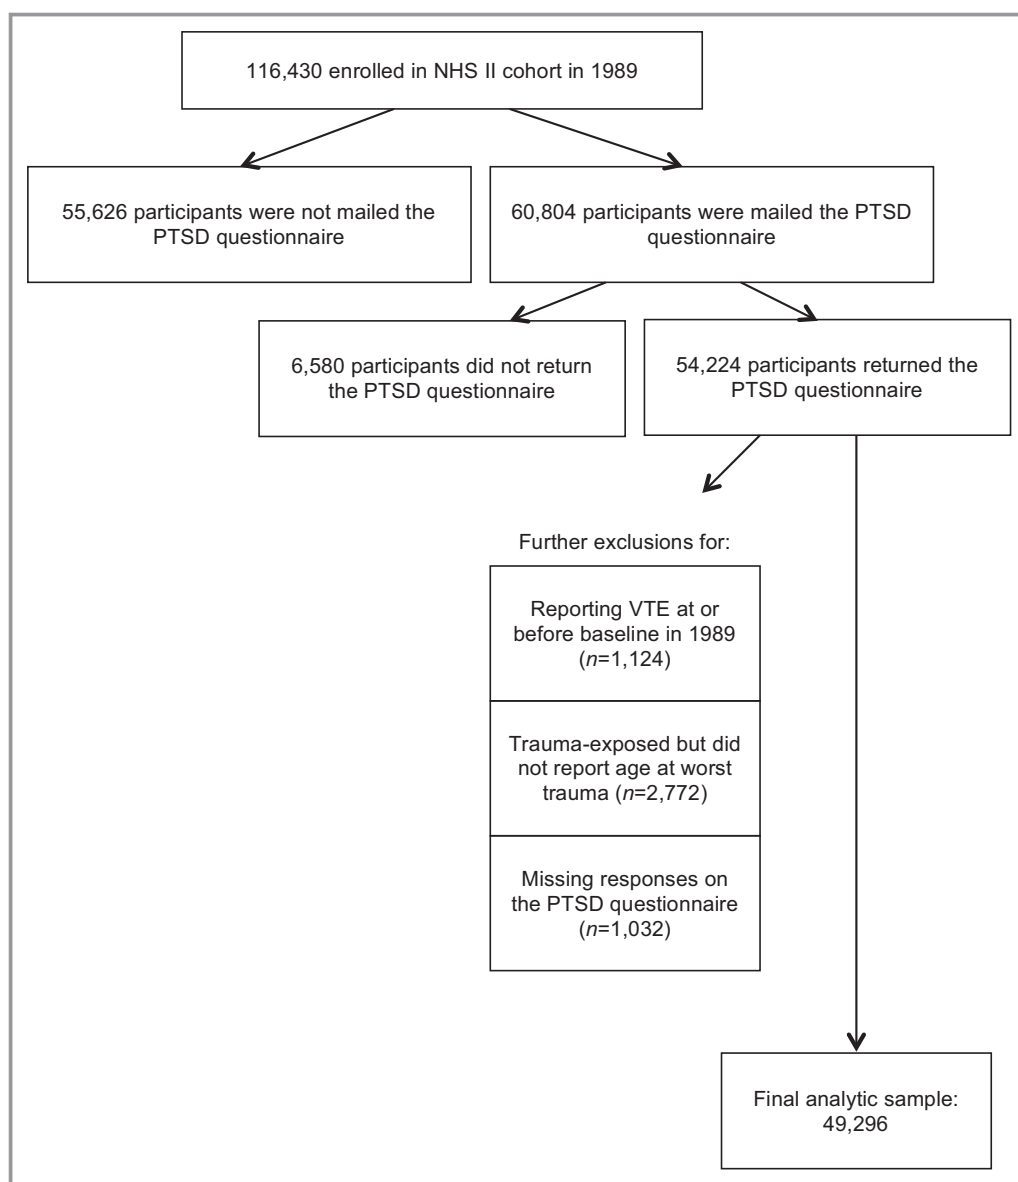 116,430 enrolled in NHS II cohort in 1989
55,626 participants were not mailed the
PTSD questionnaire
60,804 participants were mailed the PTSD
questionnaire
6,580 participants did not return
the PTSD questionnaire
54,224 participants returned the
PTSD questionnaire
Further exclusions for:
Reporting VTE at or
before baseline in 1989
(n=1,124)
Trauma-exposed but did
not report age at worst
trauma (n=2,772)
Missing responses on
the PTSD questionnaire
(n=1,032)
Final analytic sample:
49,296